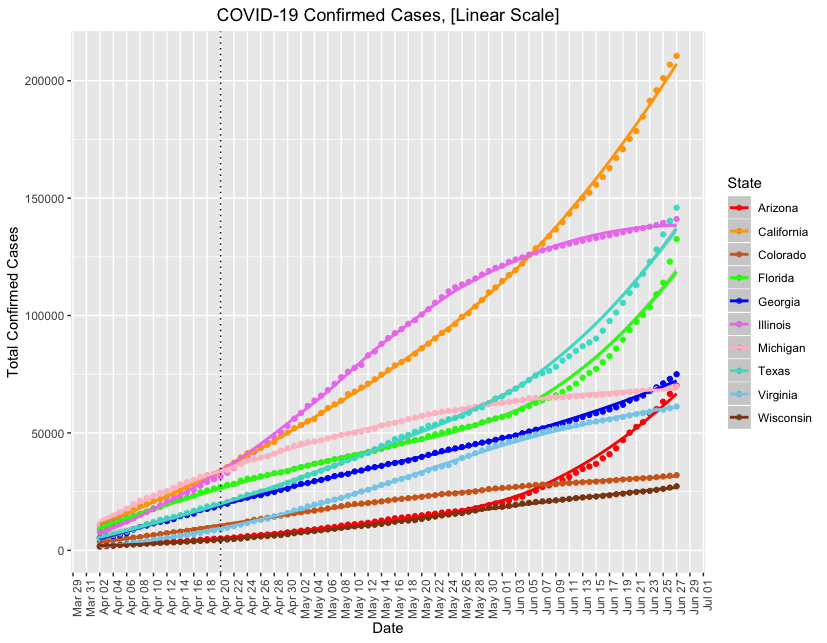 COVID-19 Confirmed Cases, [Linear Scale]
Total Confirmed Cases
200000
150000
100000
50000
0
Mar 29
Mar 31
Apr 02
Apr 04
Apr 06
Apr 08
Apr 10
Apr 12
Apr 14
Apr 16
Apr 18
Apr 20
Apr 22
Apr 24
Apr 26
Apr 28
Apr 30
May 02
May 04
May 06
May 08
May 10
May 12
May 14
May 16
May 18
May 20
May 22
May 24
May 26
May 28
May 30
Jun 01
Jun 03
Jun 05
Jun 07
Jun 09
Jun 11
Jun 13
Jun 15
Jun 17
Jun 19
Jun 21
Jun 23
Jun 25
Jun 27
Jun 29
Jul 01
Date
State
Arizona
California
Colorado
Florida
Georgia
Illinois
Michigan
Texas
Virginia
Wisconsin